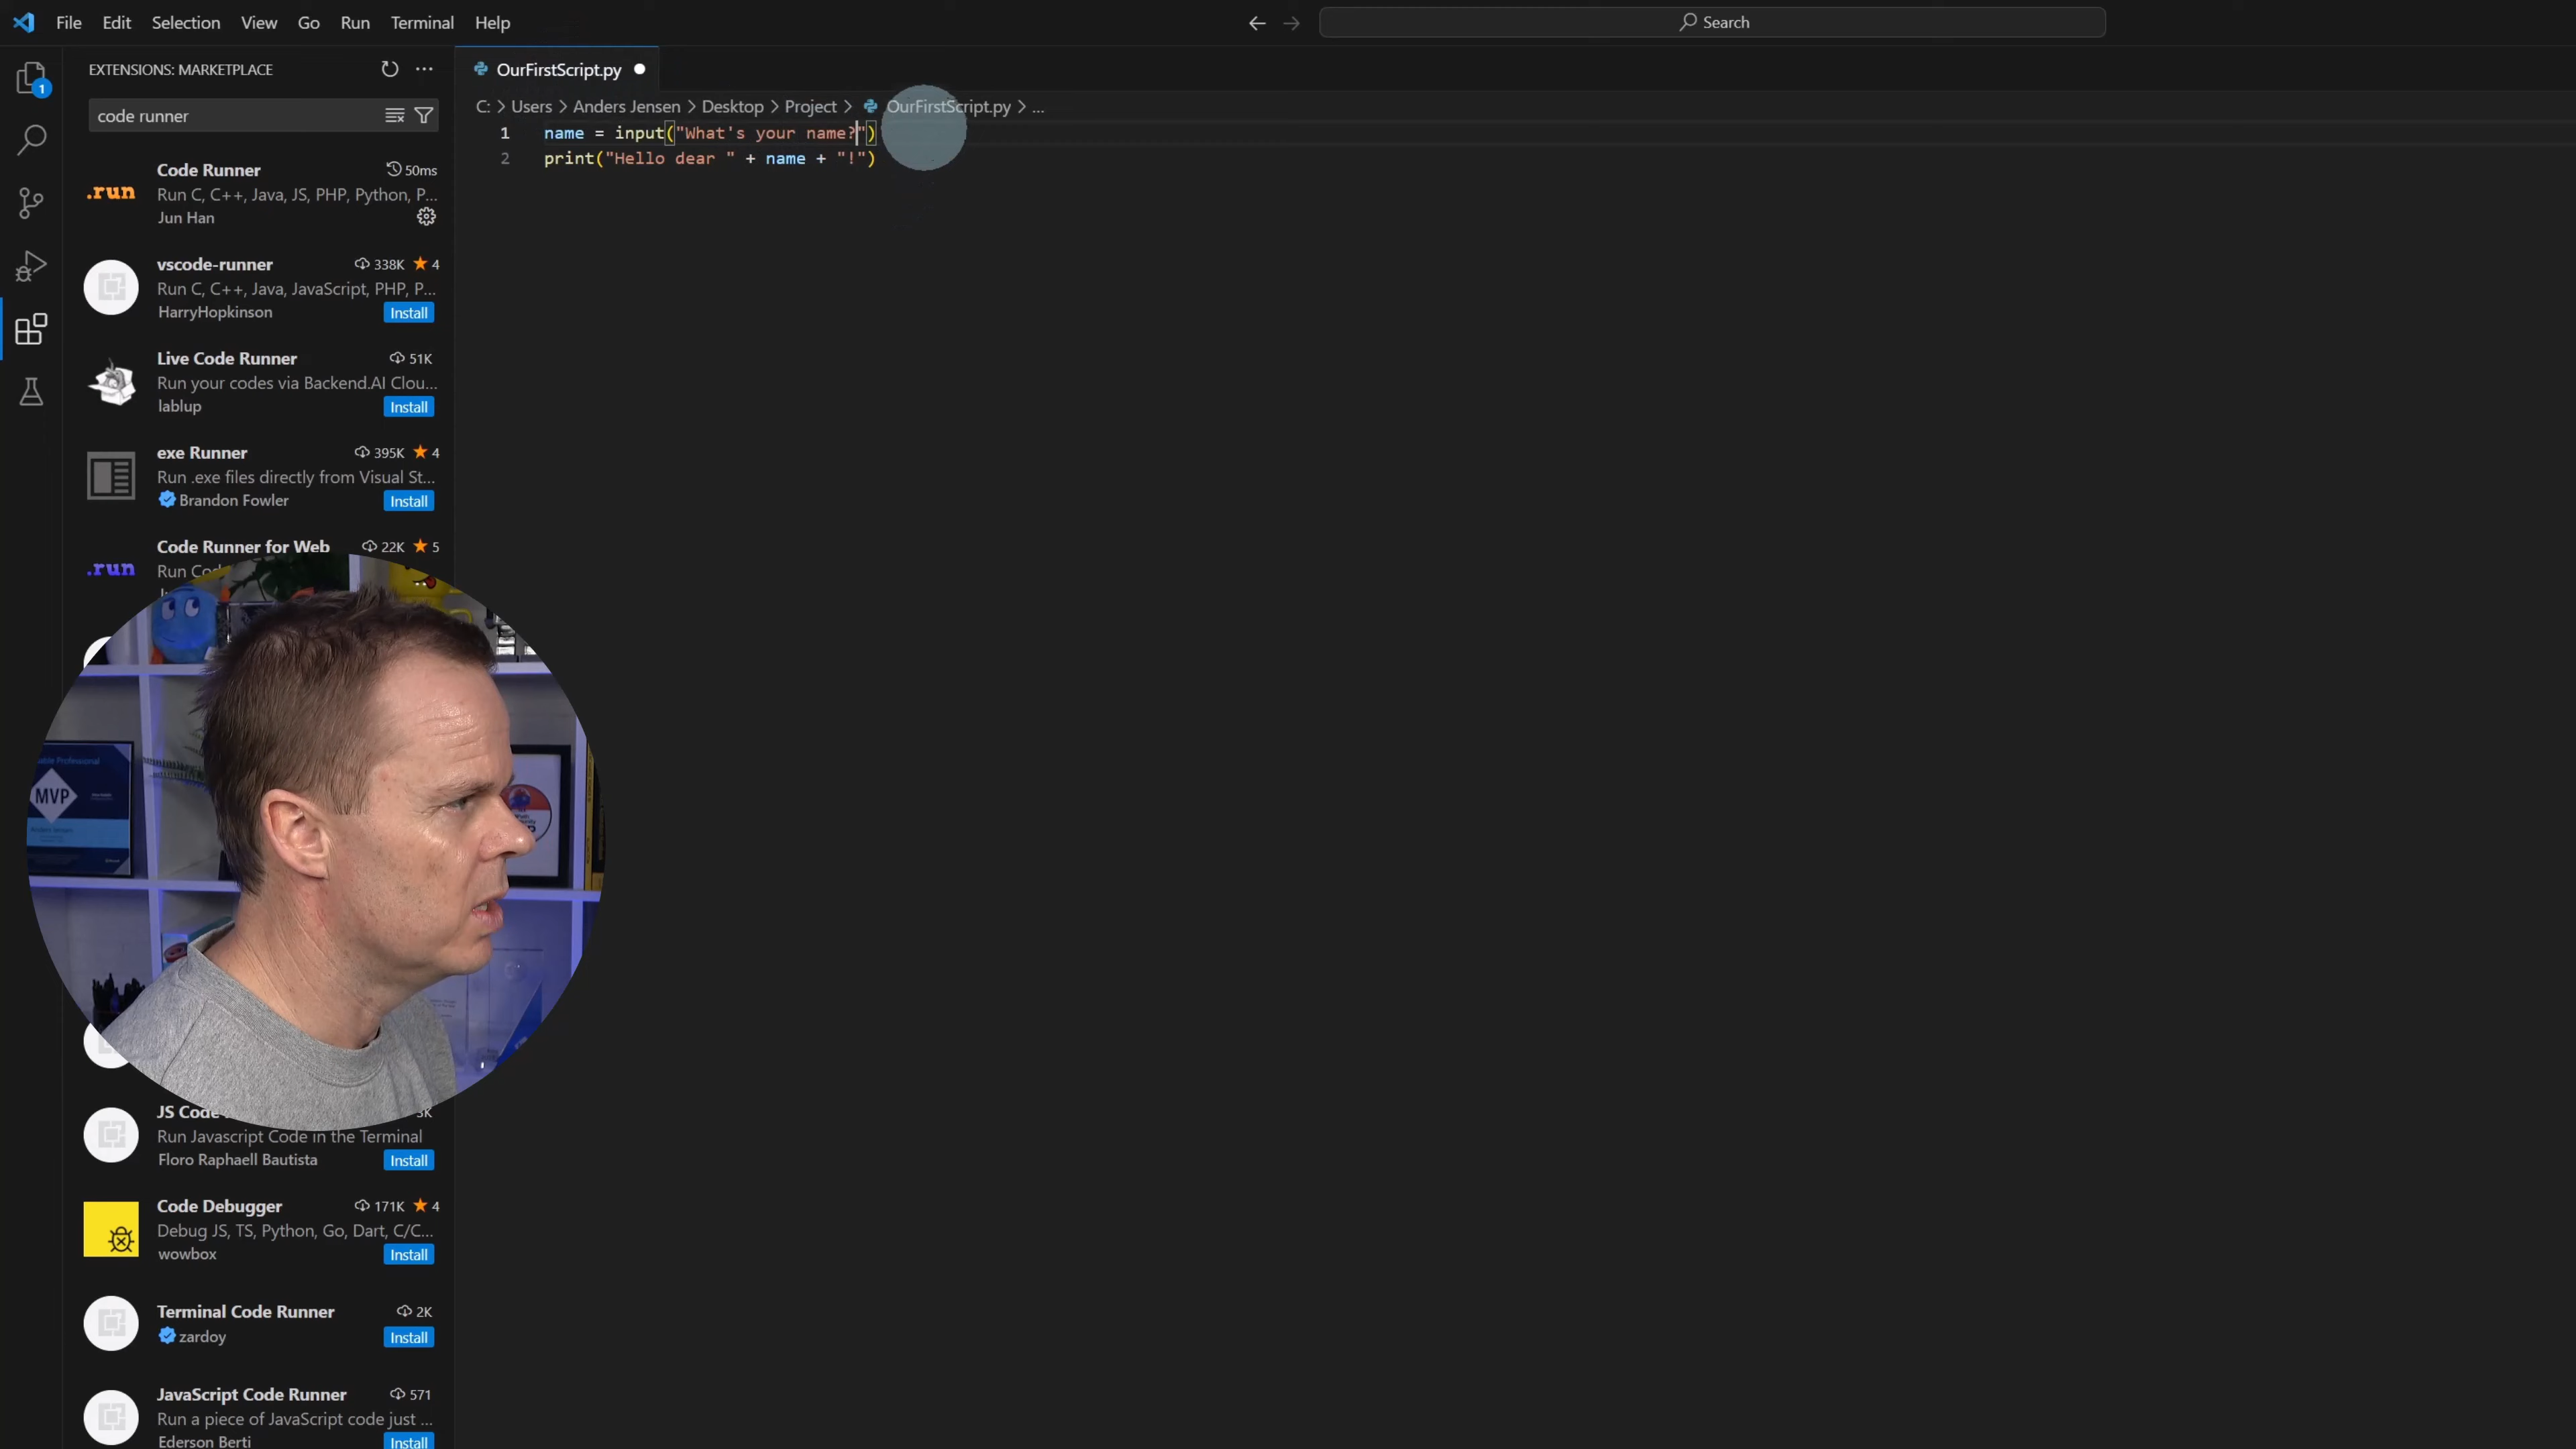 File Edit Selection View Go Run Terminal Help
Search
EXTENSIONS: MARKETPLACE
code runner
1
Code Runner 50ms
.run
Run C, C++, Java, JS, PHP, Python, P...
Jun Han
vscode-runner 338K 4
Run C, C++, Java, JavaScript, PHP, P...
HarryHopkinson Install
Live Code Runner 51K
Run your codes via Backend.AI Clou...
lablup Install
exe Runner 395K 4
Run .exe files directly from Visual St...
Brandon Fowler Install
Code Runner for Web 22K 5
.run
Run Cod
MVP
JS Code
Run Javascript Code in the Terminal
Floro Raphaell Bautista Install
Code Debugger 171K 4
Debug JS, TS, Python, Go, Dart, C/C...
wowbox Install
Terminal Code Runner 2K
zardoy Install
JavaScript Code Runner 571
Run a piece of JavaScript code just ...
Ederson Berti Install
OurFirstScript.py
C: > Users > Anders Jensen > Desktop > Project > OurFirstScript.py > ...
1 name = input("What's your name?")
2 print("Hello dear " + name + "!")